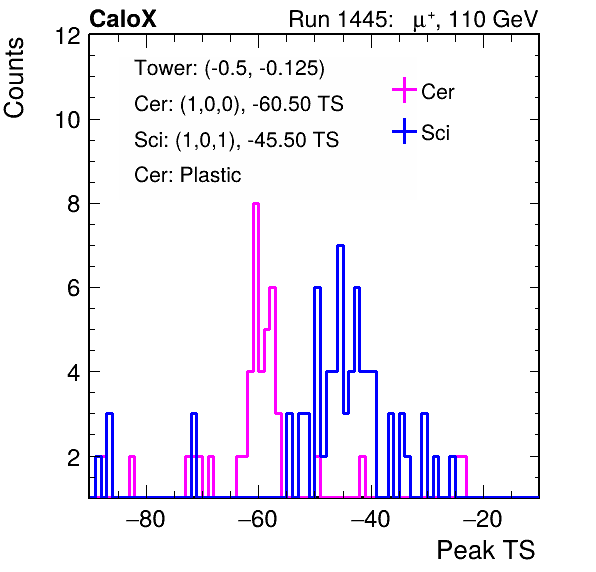 CaloX Run 1445: μ⁺, 110 GeV
Counts
12
10
8
6
4
2
Tower: (-0.5, -0.125)
Cer: (1,0,0), -60.50 TS
Sci: (1,0,1), -45.50 TS
Cer: Plastic
Cer
Sci
−80 −60 −40 −20
Peak TS